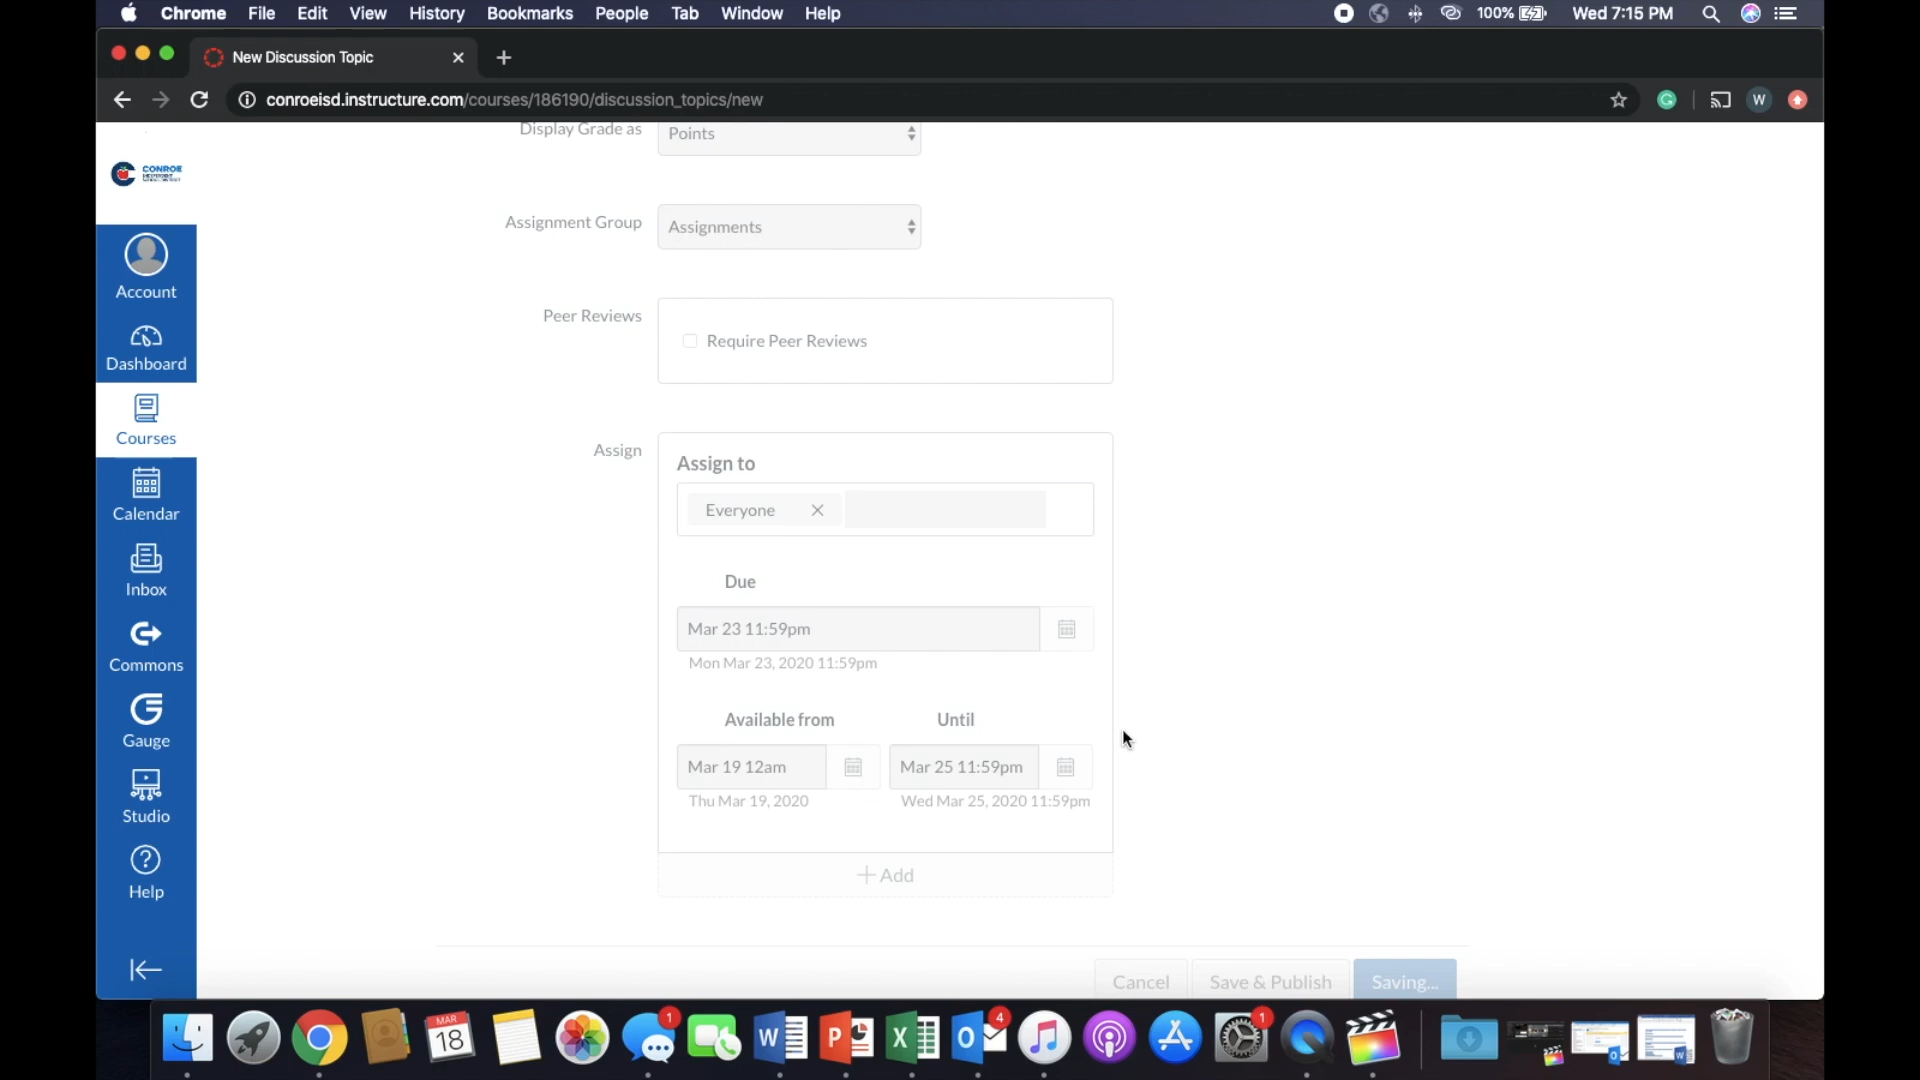 Chrome File Edit View History Bookmarks People Tab Window Help 100% Wed 7:15 PM
New Discussion Topic
conroeisd.instructure.com/courses/186190/discussion_topics/new
W
Display Grade as Points
CONROE
Assignment Group Assignments
Account
Peer Reviews
Require Peer Reviews
Dashboard
Courses
Assign
Assign to
Everyone
Calendar
Due
Inbox
Mar 23 11:59pm
Mon Mar 23, 2020 11:59pm
Commons
Available from Until
Gauge
Mar 19 12am Mar 25 11:59pm
Thu Mar 19, 2020 Wed Mar 25, 2020 11:59pm
Studio
+ Add
Help
Cancel Save & Publish Saving...
MAR
18
1
4
1